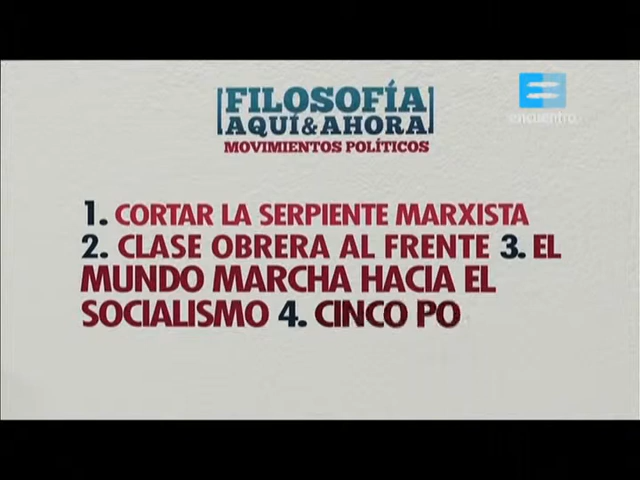 FILOSOFÍA
AQUÍ&AHORA
MOVIMIENTOS POLÍTICOS
encuentro
1. CORTAR LA SERPIENTE MARXISTA
2. CLASE OBRERA AL FRENTE 3. EL
MUNDO MARCHA HACIA EL
SOCIALISMO 4. CINCO PO